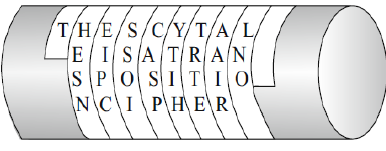 T H E S C Y T A L
E I S A T R A N
S P O S I T I O
N C I P H E R